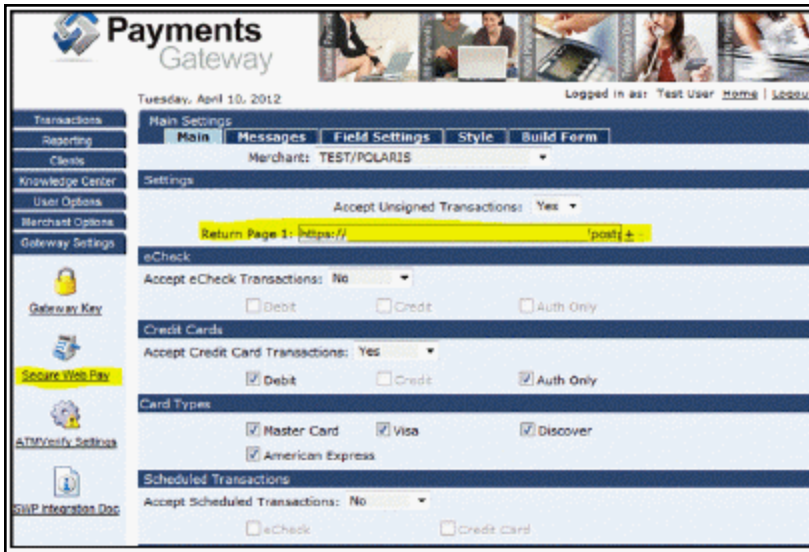 Payments
Gateway
Tuesday, April 10, 2012
Logged in as: Test User Home | Logou
Transactions
Reporting
Clients
Knowledge Center
User Options
Merchant Options
Gateway Settings
Gateway Key
Secure Web Pay
ATMVerify Settings
SWP Integration Doc
Main Settings
Main Messages Field Settings Style Build Form
Merchant: TEST/POLARIS
Settings
Accept Unsigned Transactions: Yes
Return Page 1: https:// 'postp + -
eCheck
Accept eCheck Transactions: No
Debit Credit Auth Only
Credit Cards
Accept Credit Card Transactions: Yes
Debit Credit Auth Only
Card Types
Master Card Visa Discover
American Express
Scheduled Transactions
Accept Scheduled Transactions: No
eCheck Credit Card